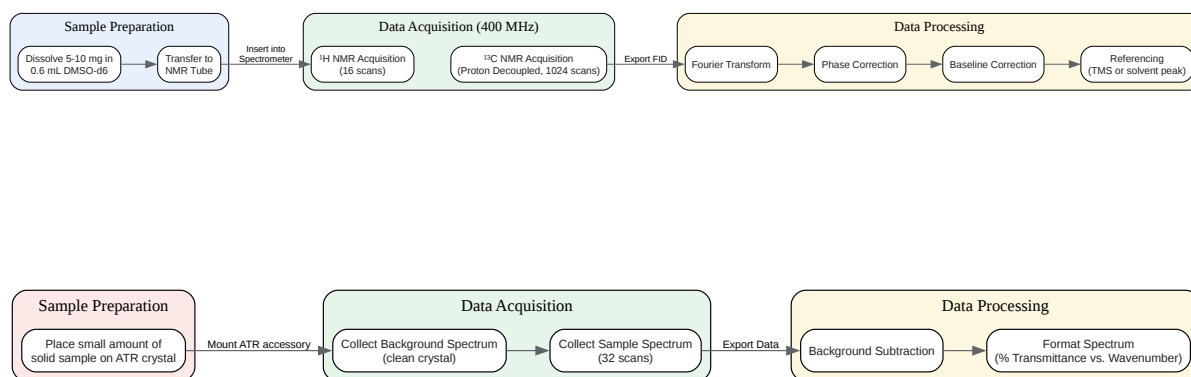 Sample Preparation
Dissolve 5-10 mg in
0.6 mL DMSO-d6
Transfer to
NMR Tube
Insert into
Spectrometer
Data Acquisition (400 MHz)
¹H NMR Acquisition
(16 scans)
¹³C NMR Acquisition
(Proton Decoupled, 1024 scans)
Export FID
Data Processing
Fourier Transform
Phase Correction
Baseline Correction
Referencing
(TMS or solvent peak)
Sample Preparation
Place small amount of
solid sample on ATR crystal
Mount ATR accessory
Data Acquisition
Collect Background Spectrum
(clean crystal)
Collect Sample Spectrum
(32 scans)
Export Data
Data Processing
Background Subtraction
Format Spectrum
(% Transmittance vs. Wavenumber)